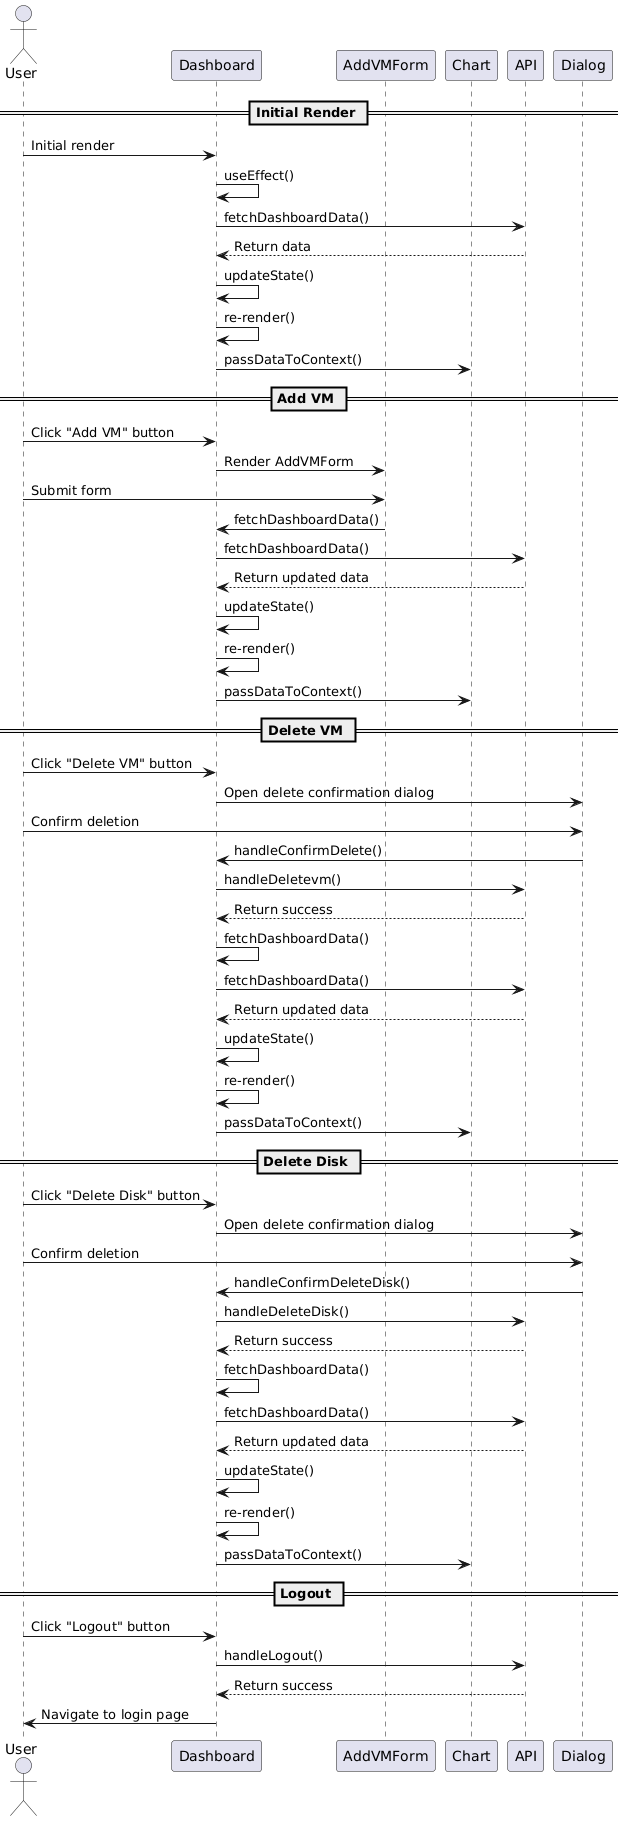 User
Dashboard
AddVMForm
Chart
API
Dialog
Initial Render
Initial render
useEffect()
fetchDashboardData()
Return data
updateState()
re-render()
passDataToContext()
Add VM
Click "Add VM" button
Render AddVMForm
Submit form
fetchDashboardData()
fetchDashboardData()
Return updated data
updateState()
re-render()
passDataToContext()
Delete VM
Click "Delete VM" button
Open delete confirmation dialog
Confirm deletion
handleConfirmDelete()
handleDeletevm()
Return success
fetchDashboardData()
fetchDashboardData()
Return updated data
updateState()
re-render()
passDataToContext()
Delete Disk
Click "Delete Disk" button
Open delete confirmation dialog
Confirm deletion
handleConfirmDeleteDisk()
handleDeleteDisk()
Return success
fetchDashboardData()
fetchDashboardData()
Return updated data
updateState()
re-render()
passDataToContext()
Logout
Click "Logout" button
handleLogout()
Return success
Navigate to login page
User
Dashboard
AddVMForm
Chart
API
Dialog